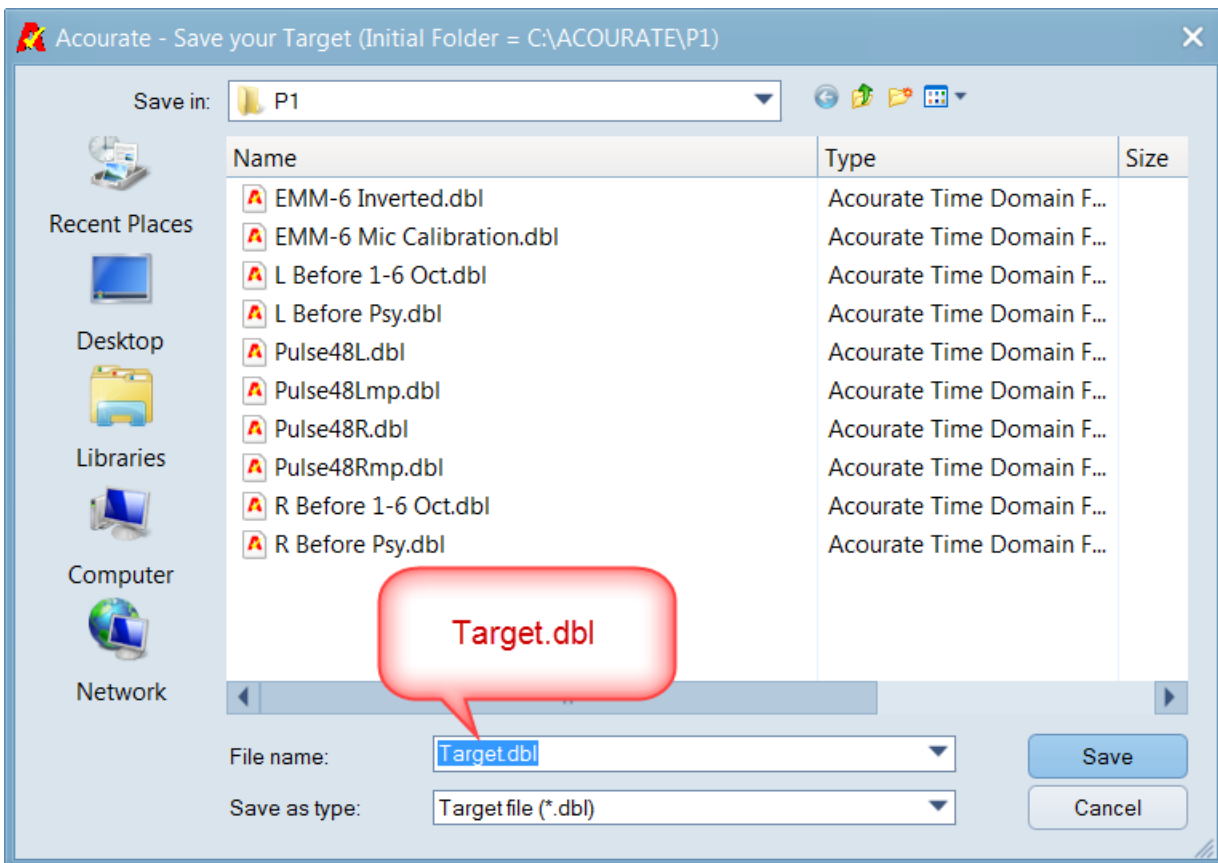 Acourate - Save your Target (Initial Folder = C:\ACOURATE\P1)
Save in: P1
Name Type Size
EMM-6 Inverted.dbl Acourate Time Domain F...
EMM-6 Mic Calibration.dbl Acourate Time Domain F...
L Before 1-6 Oct.dbl Acourate Time Domain F...
L Before Psy.dbl Acourate Time Domain F...
Pulse48L.dbl Acourate Time Domain F...
Pulse48Lmp.dbl Acourate Time Domain F...
Pulse48R.dbl Acourate Time Domain F...
Pulse48Rmp.dbl Acourate Time Domain F...
R Before 1-6 Oct.dbl Acourate Time Domain F...
R Before Psy.dbl Acourate Time Domain F...
Recent Places
Desktop
Libraries
Computer
Network
Target.dbl
File name: Target.dbl Save
Save as type: Target file (*.dbl) Cancel